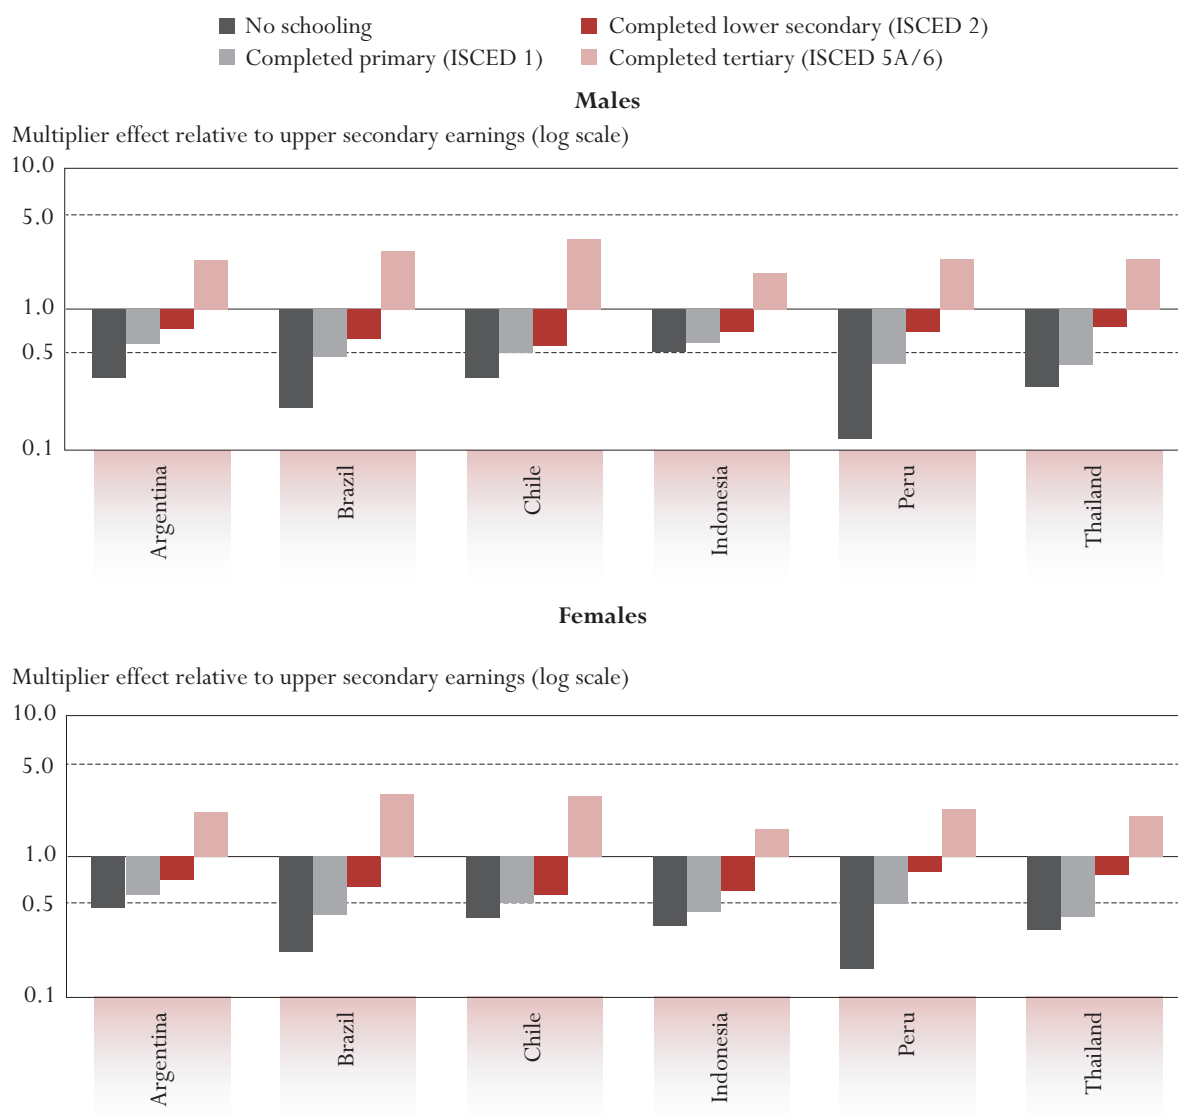 No schooling
Completed lower secondary (ISCED 2)
Completed primary (ISCED 1)
Completed tertiary (ISCED 5A/6)
Males
Multiplier effect relative to upper secondary earnings (log scale)
10.0
5.0
1.0
0.5
0.1
Argentina
Brazil
Chile
Indonesia
Peru
Thailand
Females
Multiplier effect relative to upper secondary earnings (log scale)
10.0
5.0
1.0
0.5
0.1
Argentina
Brazil
Chile
Indonesia
Peru
Thailand